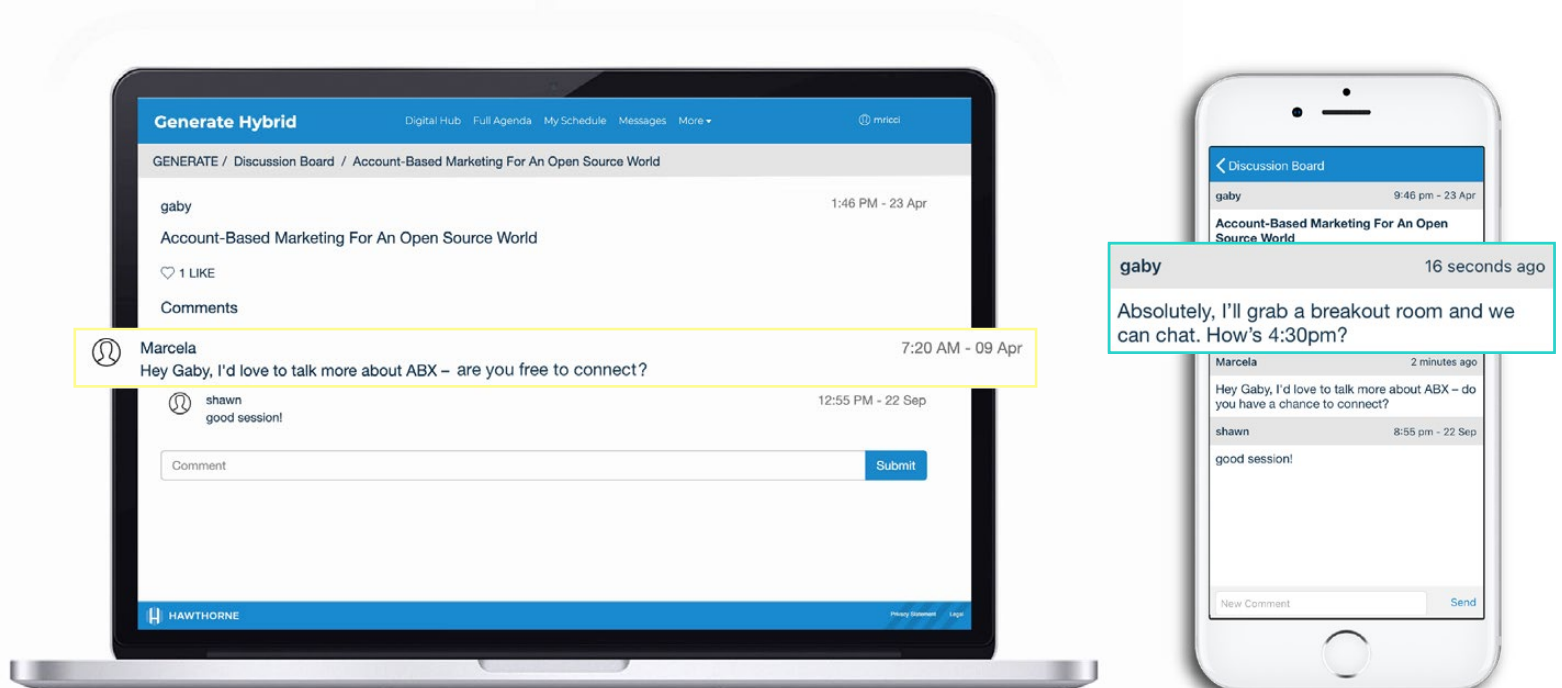 Generate Hybrid
Digital Hub Full Agenda My Schedule Messages More
mricci
GENERATE / Discussion Board / Account-Based Marketing For An Open Source World
gaby
1:46 PM - 23 Apr
Account-Based Marketing For An Open Source World
1 LIKE
Comments
Marcela
7:20 AM - 09 Apr
Hey Gaby, I'd love to talk more about ABX – are you free to connect?
shawn
12:55 PM - 22 Sep
good session!
Comment
Submit
HAWTHORNE
Privacy Statement Legal
Discussion Board
gaby
9:46 pm - 23 Apr
Account-Based Marketing For An Open
Source World
gaby
16 seconds ago
Absolutely, I'll grab a breakout room and we
can chat. How's 4:30pm?
Marcela
2 minutes ago
Hey Gaby, I'd love to talk more about ABX – do
you have a chance to connect?
shawn
8:55 pm - 22 Sep
good session!
New Comment
Send